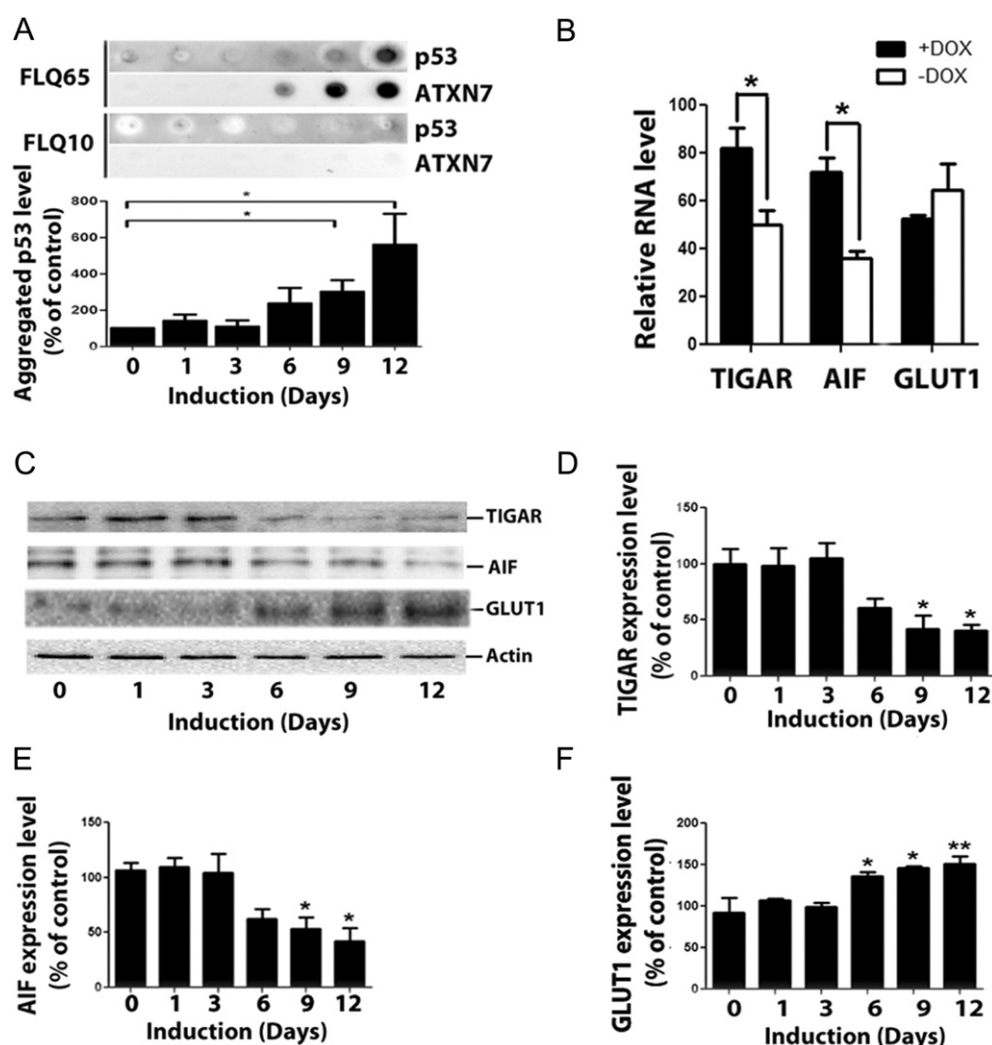 A
FLQ65
p53
ATXN7
FLQ10
p53
ATXN7
Aggregated p53 level
(% of control)
800
600
400
200
0
*
*
0 1 3 6 9 12
Induction (Days)
B
+DOX
-DOX
Relative RNA level
100
80
60
40
20
0
*
*
TIGAR AIF GLUT1
C
TIGAR
AIF
GLUT1
Actin
0 1 3 6 9 12
Induction (Days)
D
TIGAR expression level
(% of control)
150
100
50
0
* *
0 1 3 6 9 12
Induction (Days)
E
AIF expression level
(% of control)
150
100
50
0
* *
0 1 3 6 9 12
Induction (Days)
F
GLUT1 expression level
(% of control)
200
150
100
50
0
* * **
0 1 3 6 9 12
Induction (Days)